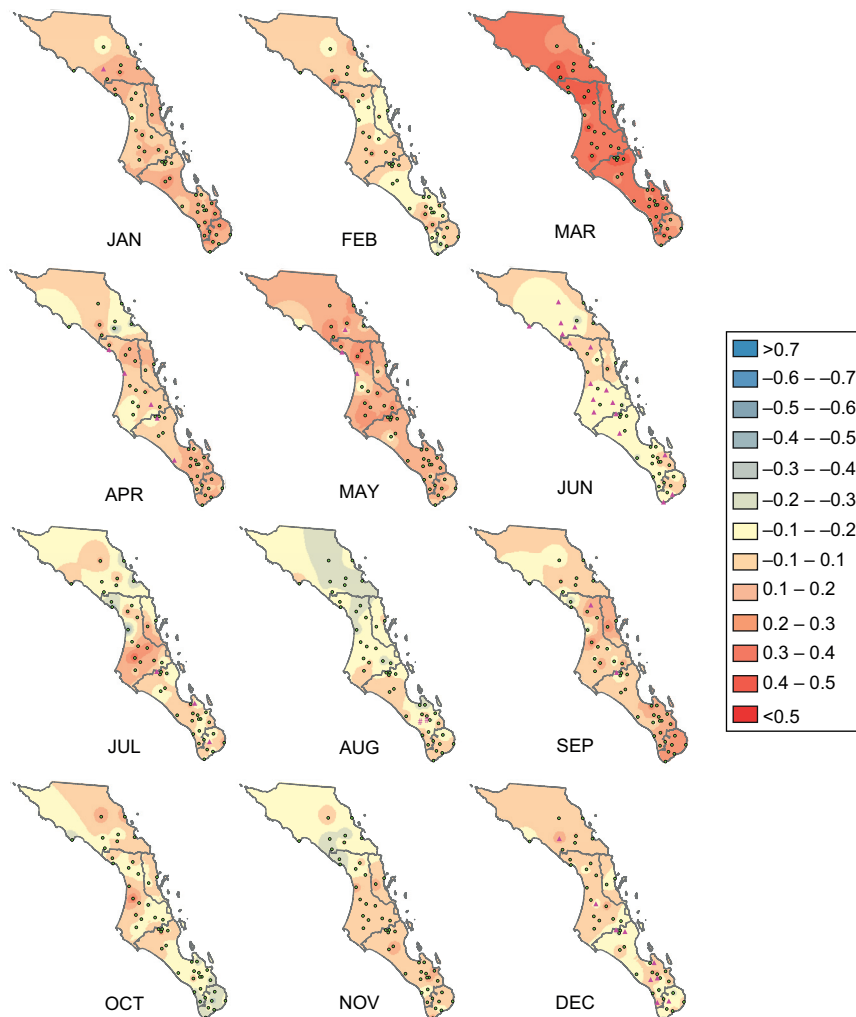 JAN
FEB
MAR
APR
MAY
JUN
JUL
AUG
SEP
OCT
NOV
DEC
>0.7
–0.6 – –0.7
–0.5 – –0.6
–0.4 – –0.5
–0.3 – –0.4
–0.2 – –0.3
–0.1 – –0.2
–0.1 – 0.1
0.1 – 0.2
0.2 – 0.3
0.3 – 0.4
0.4 – 0.5
<0.5